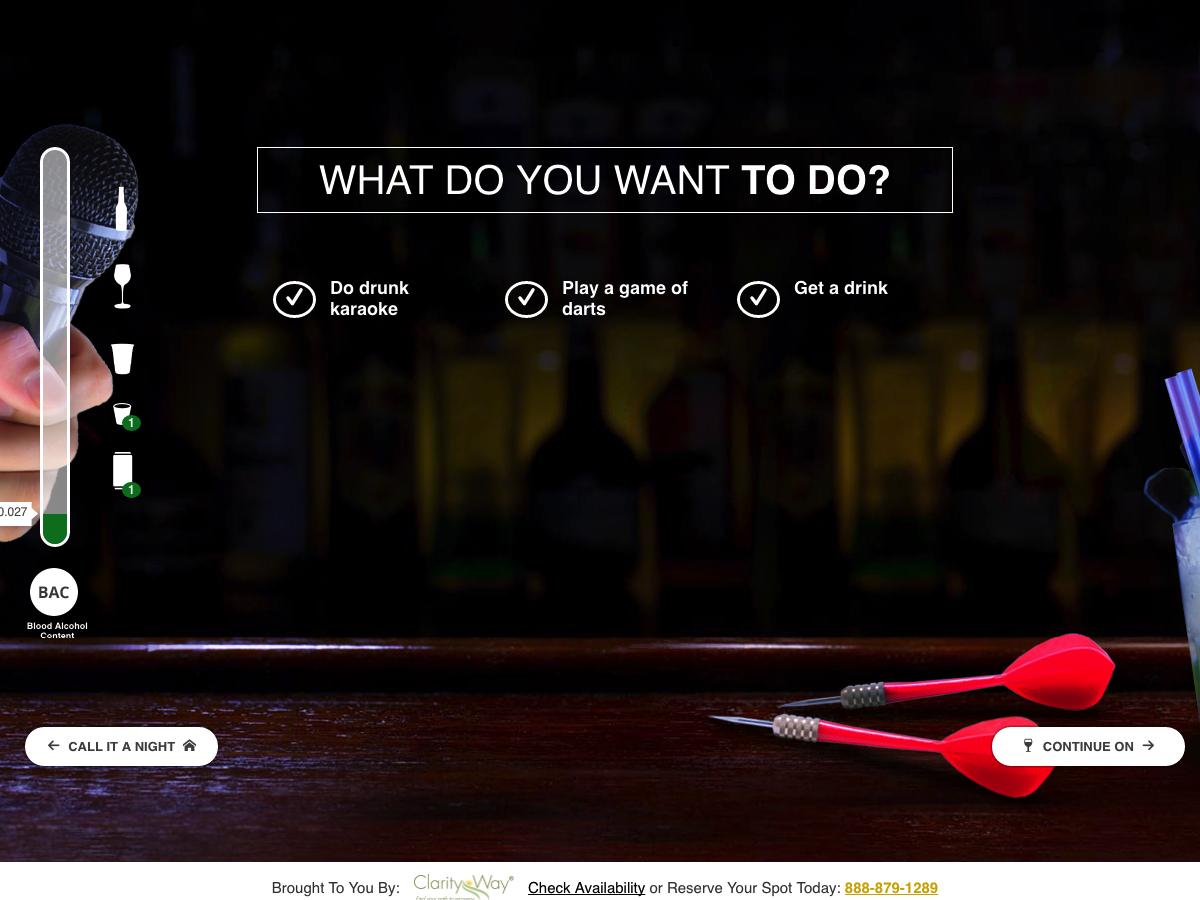 WHAT DO YOU WANT TO DO?
Do drunk
karaoke
Play a game of
darts
Get a drink
1
1
0.027
BAC
Blood Alcohol
Content
CALL IT A NIGHT
CONTINUE ON
Brought To You By: Clarity Way® Check Availability or Reserve Your Spot Today: 888-879-1289